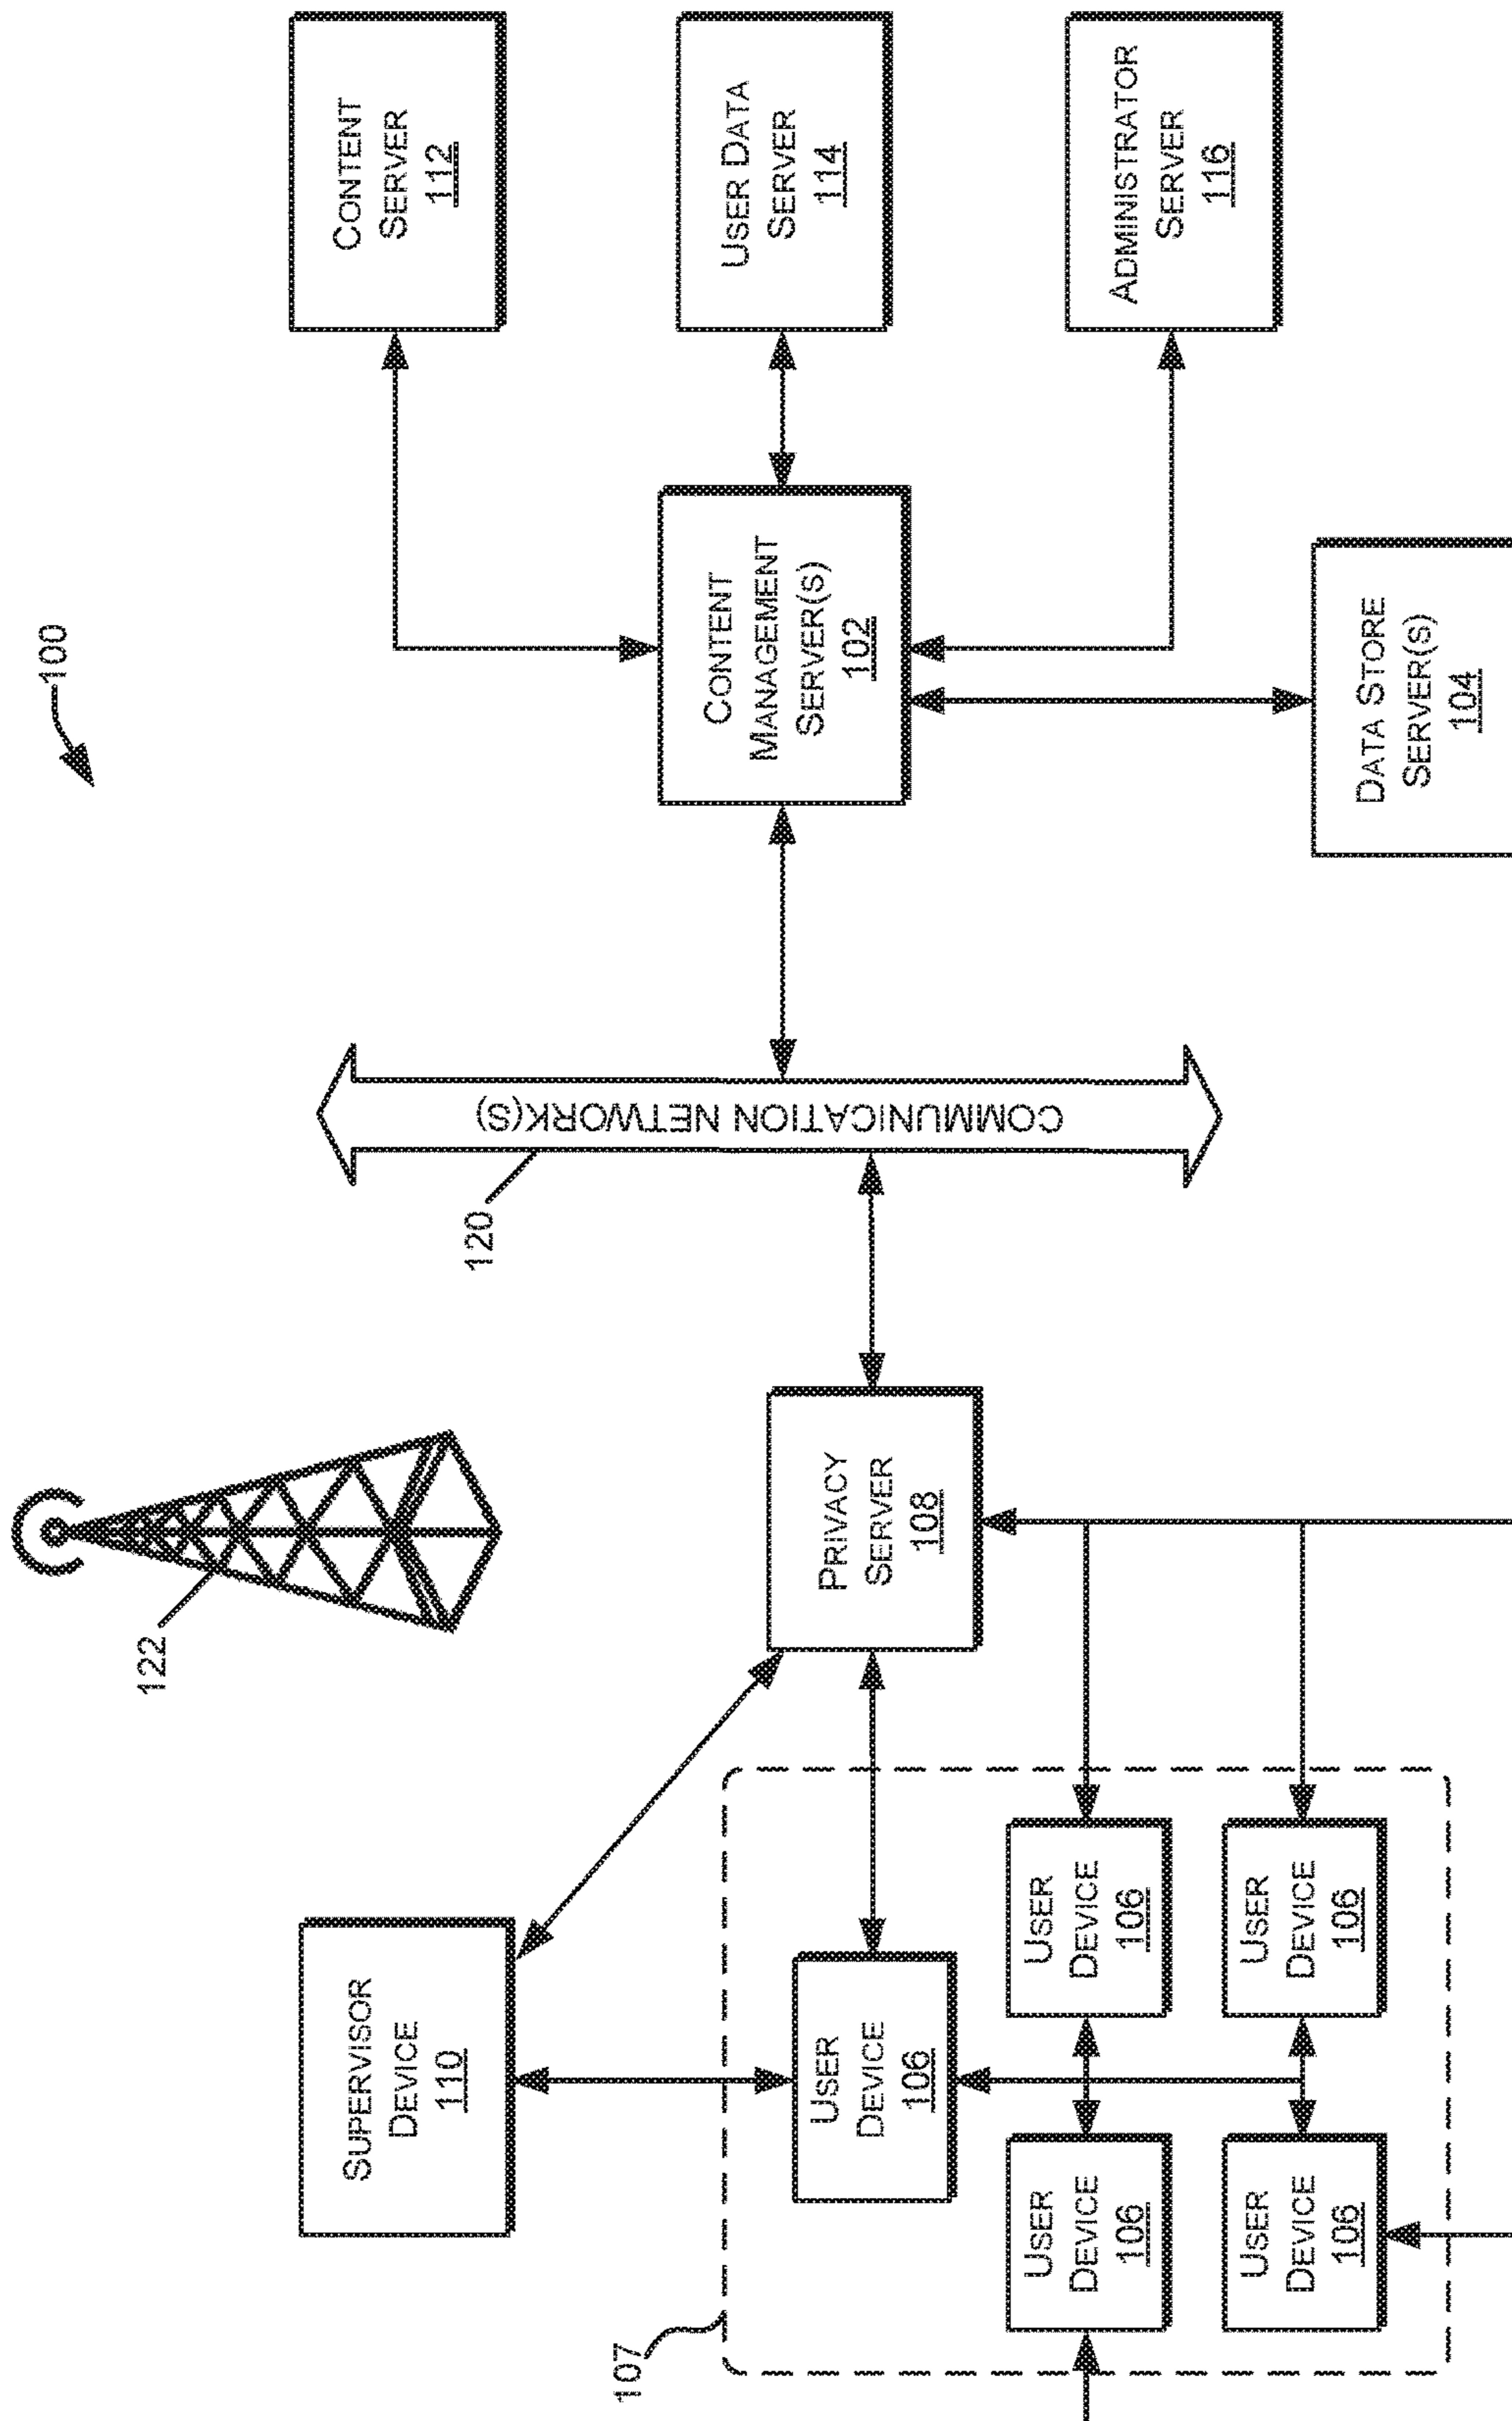 100
122
120
107
SUPERVISOR
DEVICE
110
USER
DEVICE
106
USER
DEVICE
106
USER
DEVICE
106
USER
DEVICE
106
USER
DEVICE
106
PRIVACY
SERVER
108
COMMUNICATION NETWORK(S)
CONTENT
MANAGEMENT
SERVER(S)
102
CONTENT
SERVER
112
USER DATA
SERVER
114
ADMINISTRATOR
SERVER
116
DATA STORE
SERVER(S)
104